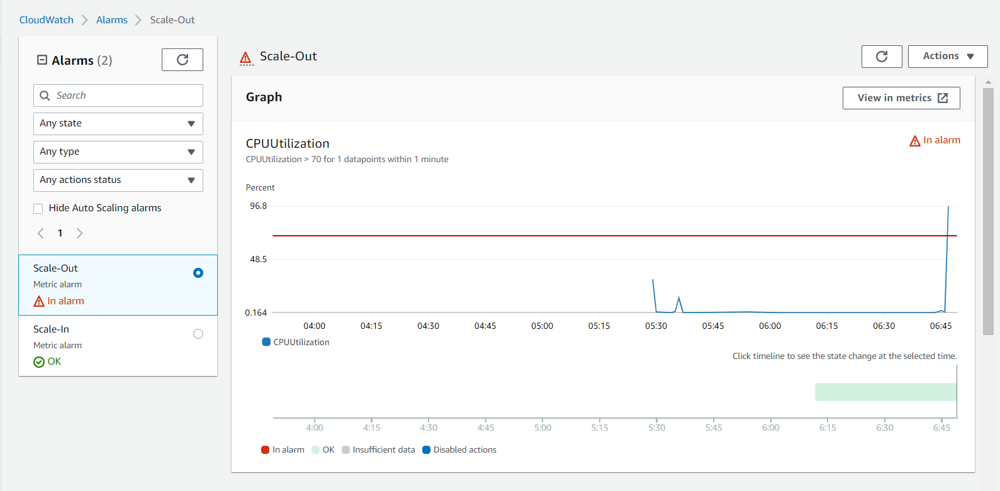 CloudWatch > Alarms > Scale-Out
Alarms (2)
Search
Any state
Any type
Any actions status
Hide Auto Scaling alarms
1
Scale-Out
Metric alarm
In alarm
Scale-In
Metric alarm
OK
Scale-Out
Actions
Graph
View in metrics
CPUUtilization
In alarm
CPUUtilization > 70 for 1 datapoints within 1 minute
Percent
96.8
48.5
0.164
04:00 04:15 04:30 04:45 05:00 05:15 05:30 05:45 06:00 06:15 06:30 06:45
CPUUtilization
Click timeline to see the state change at the selected time.
4:00 4:15 4:30 4:45 5:00 5:15 5:30 5:45 6:00 6:15 6:30 6:45
In alarm OK Insufficient data Disabled actions